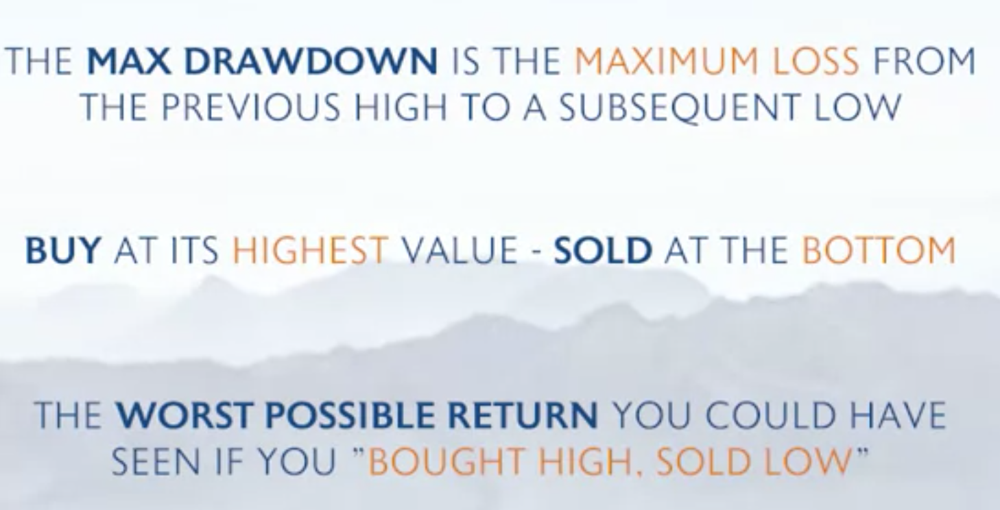 THE MAX DRAWDOWN IS THE MAXIMUM LOSS FROM
THE PREVIOUS HIGH TO A SUBSEQUENT LOW
BUY AT ITS HIGHEST VALUE - SOLD AT THE BOTTOM
THE WORST POSSIBLE RETURN YOU COULD HAVE
SEEN IF YOU ”BOUGHT HIGH, SOLD LOW”